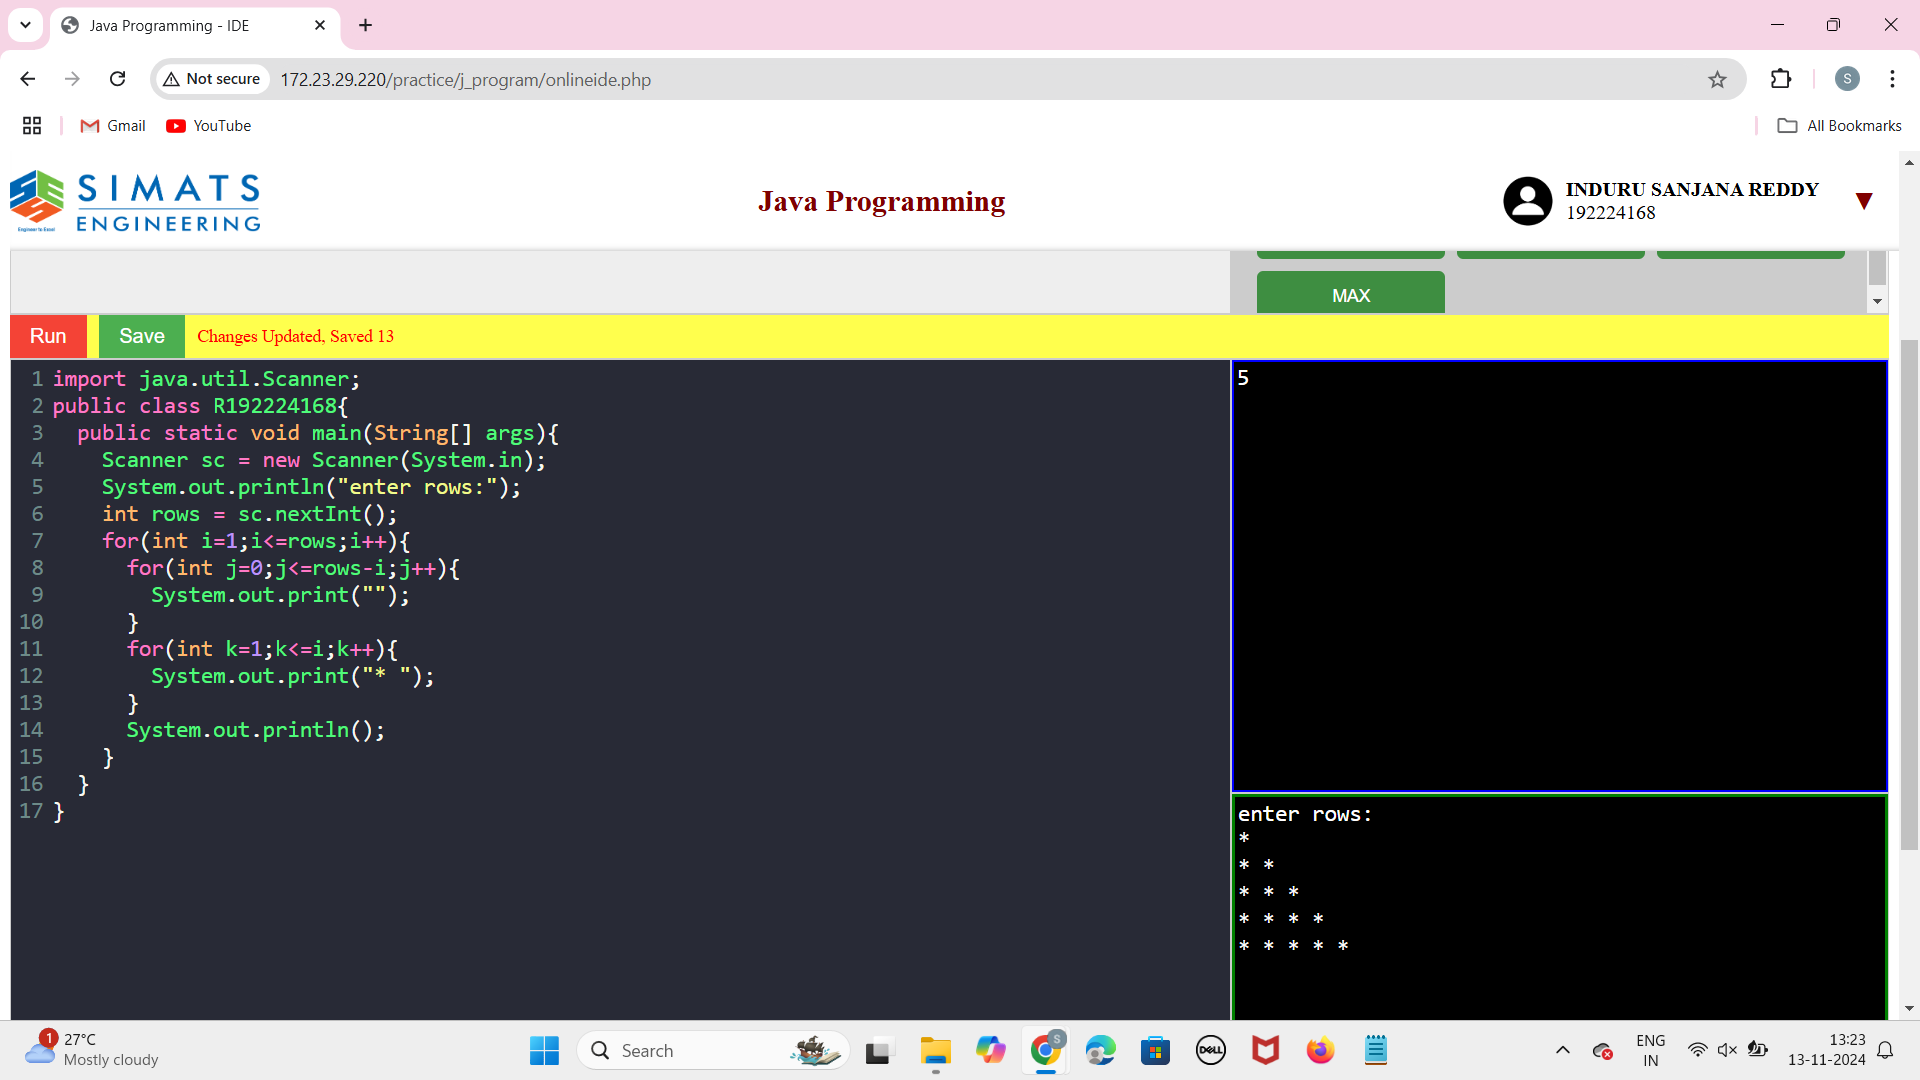 Java Programming - IDE
Not secure
172.23.29.220/practice/j_program/onlineide.php
S
Gmail
YouTube
All Bookmarks
SIMATS
ENGINEERING
Engineer to Excel
Java Programming
INDURU SANJANA REDDY
192224168
MAX
Run
Save
Changes Updated, Saved 13
1 import java.util.Scanner;
2 public class R192224168{
3   public static void main(String[] args){
4     Scanner sc = new Scanner(System.in);
5     System.out.println("enter rows:");
6     int rows = sc.nextInt();
7     for(int i=1;i<=rows;i++){
8       for(int j=0;j<=rows-i;j++){
9         System.out.print("");
10       }
11       for(int k=1;k<=i;k++){
12         System.out.print("* ");
13       }
14       System.out.println();
15     }
16   }
17 }
5
enter rows:
*
* *
* * *
* * * *
* * * * *
1
27°C
Mostly cloudy
Search
S
DELL
ENG
IN
13:23
13-11-2024